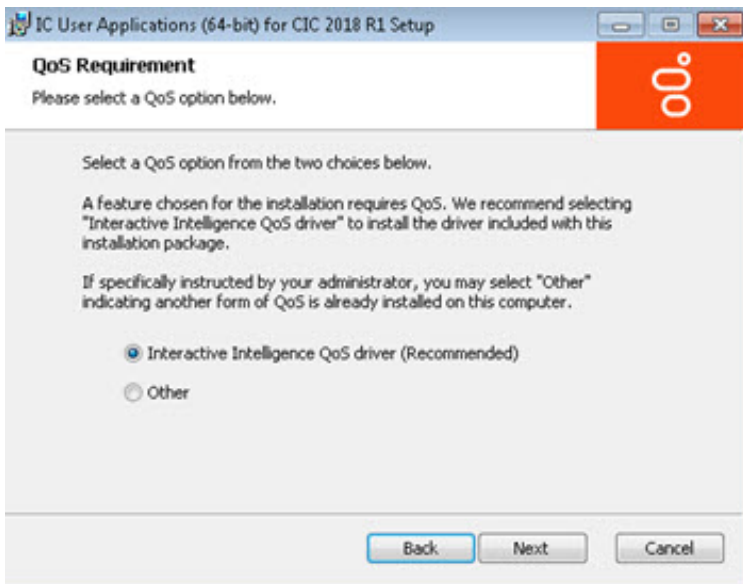 IC User Applications (64-bit) for CIC 2018 R1 Setup
QoS Requirement
Please select a QoS option below.
Select a QoS option from the two choices below.
A feature chosen for the installation requires QoS. We recommend selecting
"Interactive Intelligence QoS driver" to install the driver included with this
installation package.
If specifically instructed by your administrator, you may select "Other"
indicating another form of QoS is already installed on this computer.
Interactive Intelligence QoS driver (Recommended)
Other
Back Next Cancel